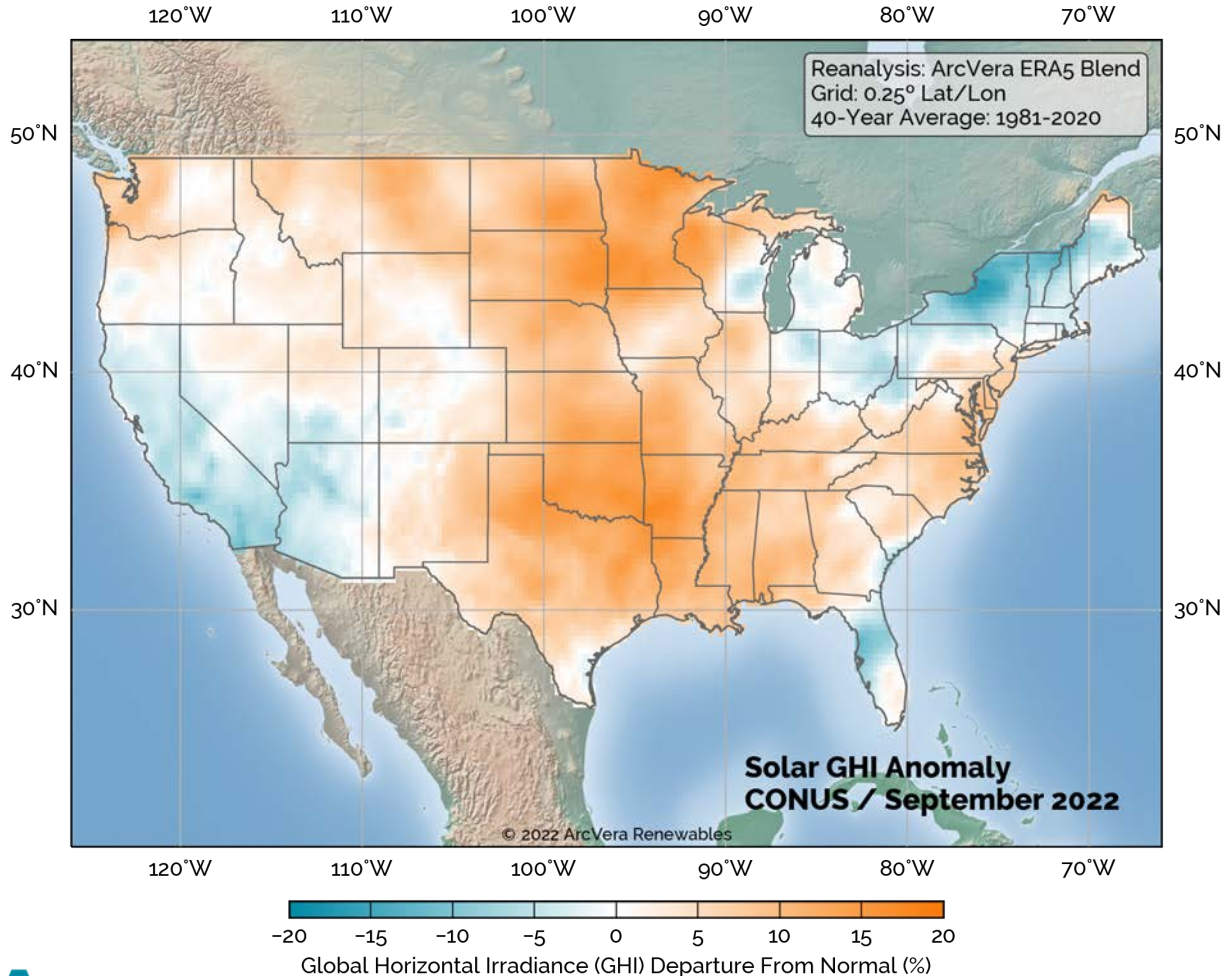 120°W 110°W 100°W 90°W 80°W 70°W
Reanalysis: ArcVera ERA5 Blend
Grid: 0.25º Lat/Lon
40-Year Average: 1981-2020
50°N 50°N
40°N 40°N
30°N 30°N
Solar GHI Anomaly
CONUS / September 2022
© 2022 ArcVera Renewables
120°W 110°W 100°W 90°W 80°W 70°W
−20 −15 −10 −5 0 5 10 15 20
Global Horizontal Irradiance (GHI) Departure From Normal (%)